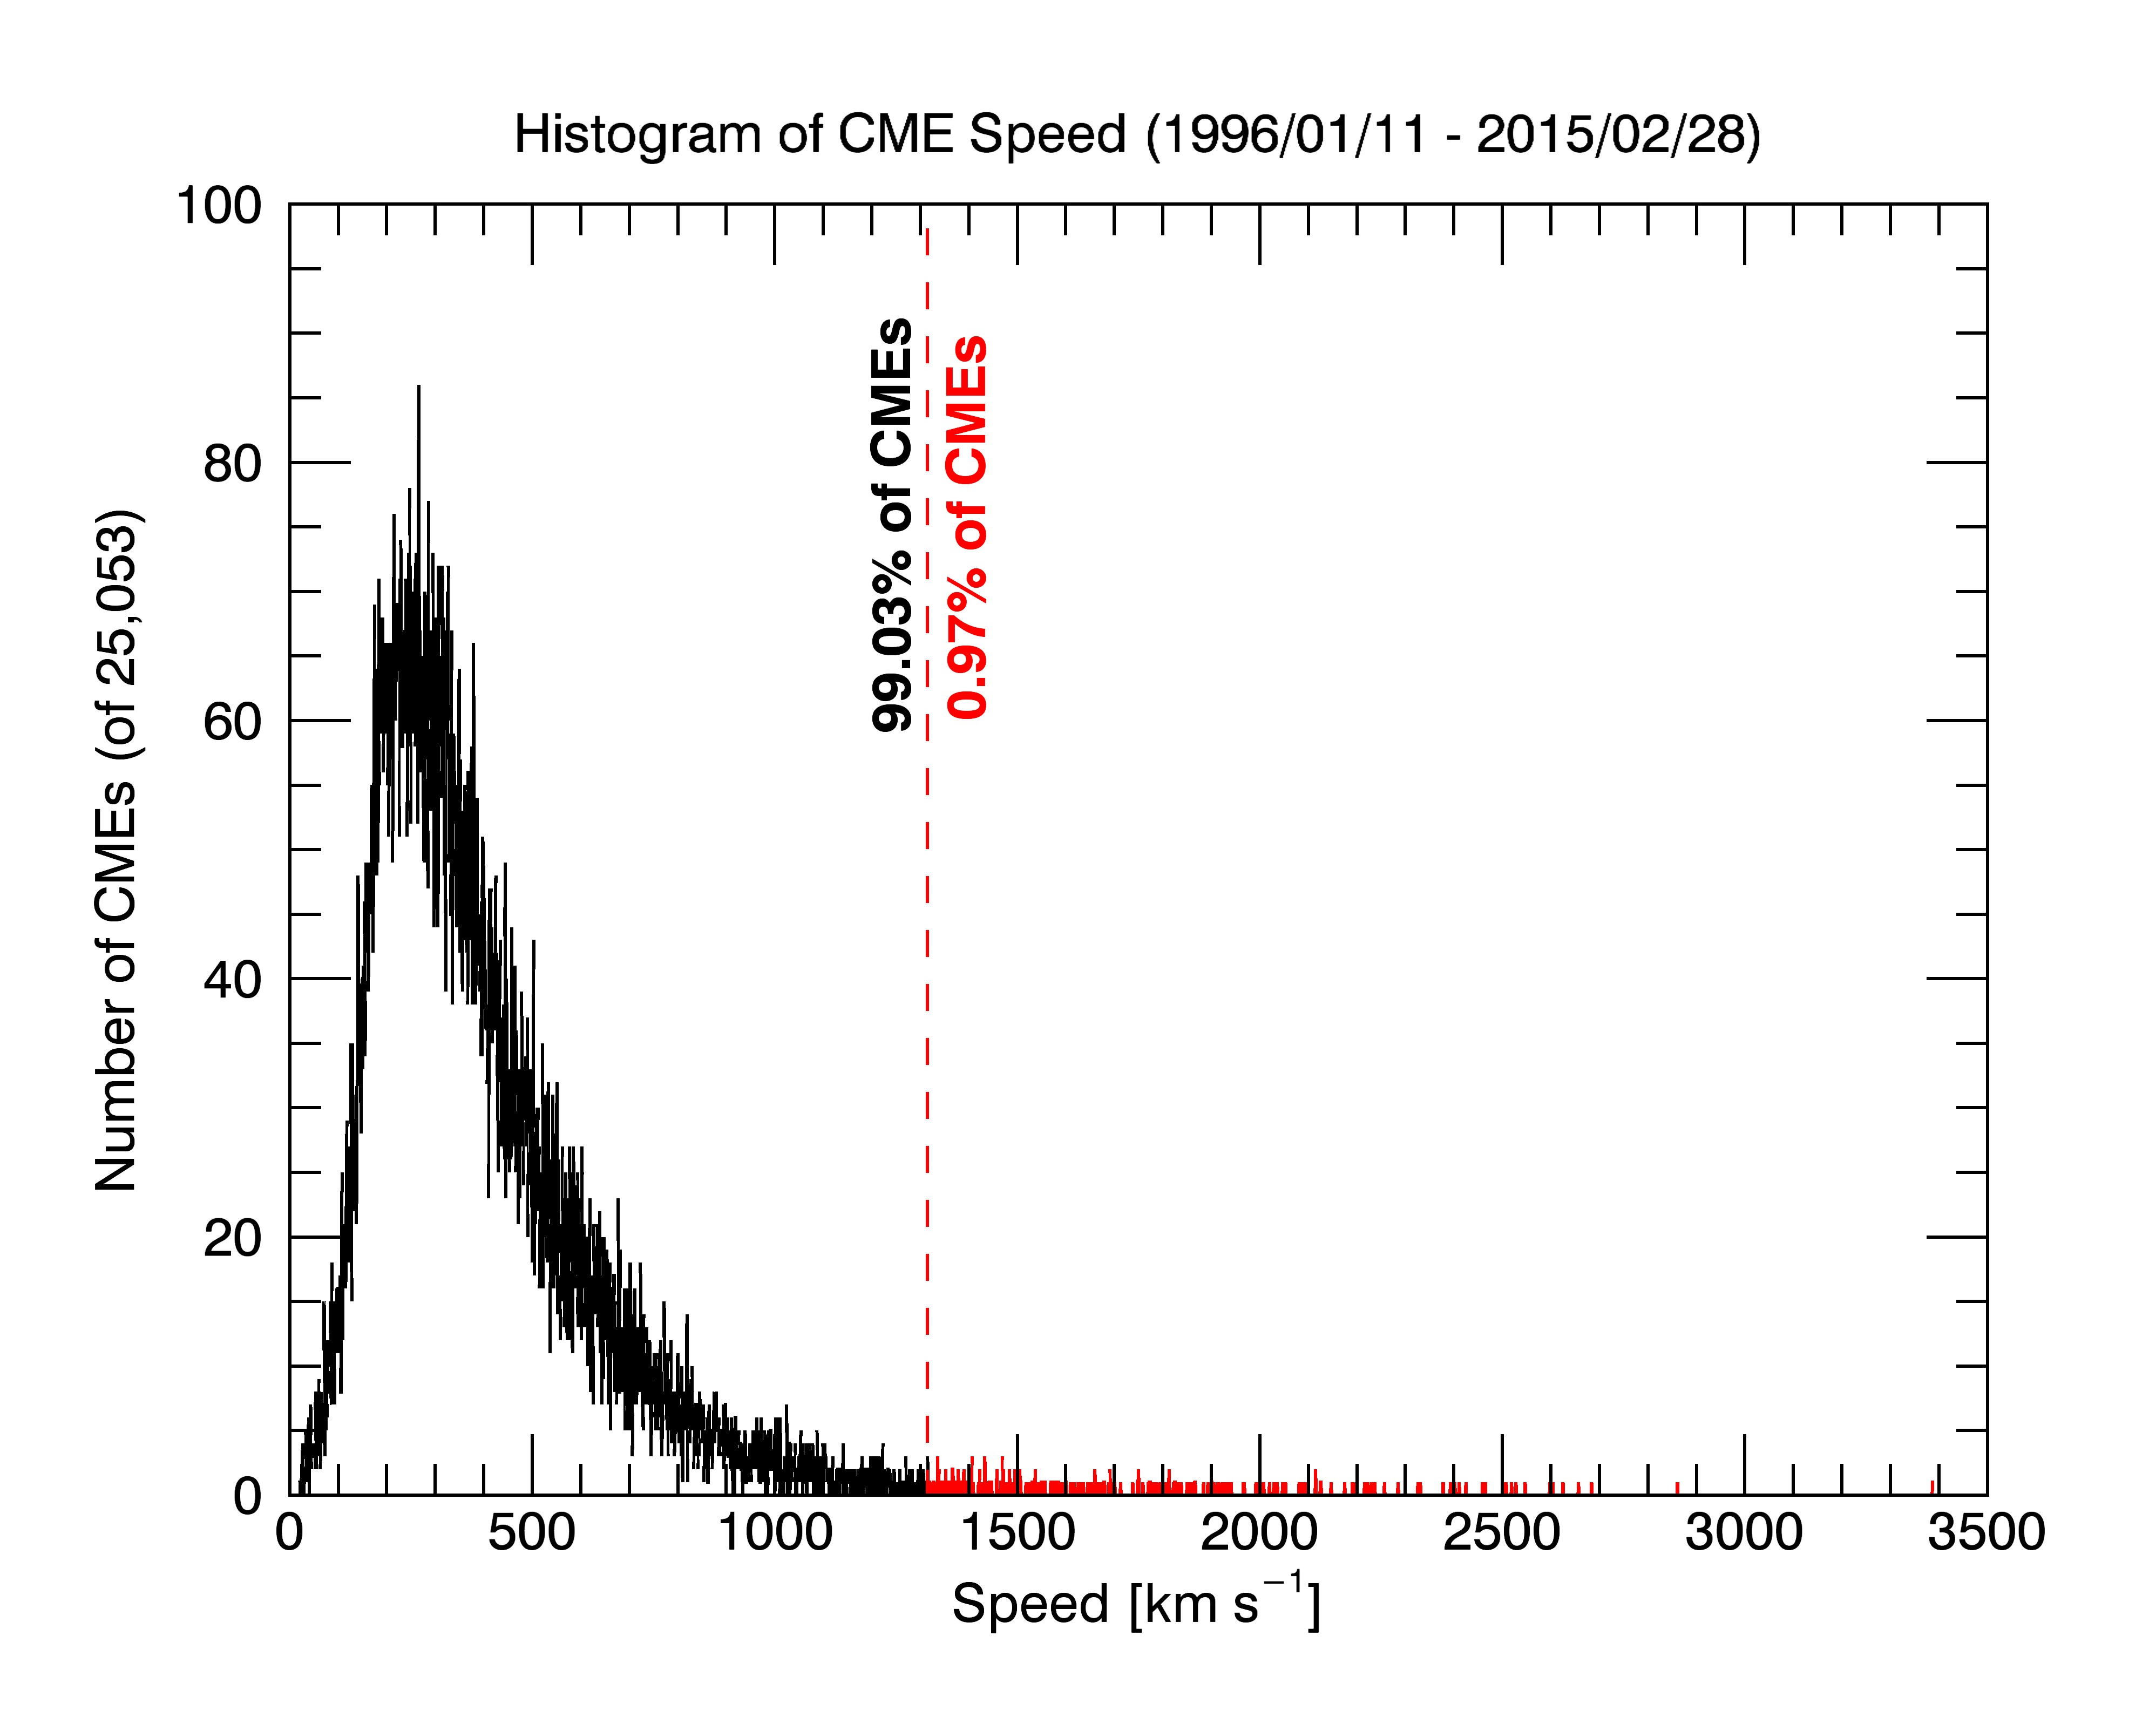 Histogram of CME Speed (1996/01/11 - 2015/02/28)
Number of CMEs (of 25,053)
100
80
60
40
20
0
99.03% of CMEs
0.97% of CMEs
0 500 1000 1500 2000 2500 3000 3500
Speed [km s⁻¹]